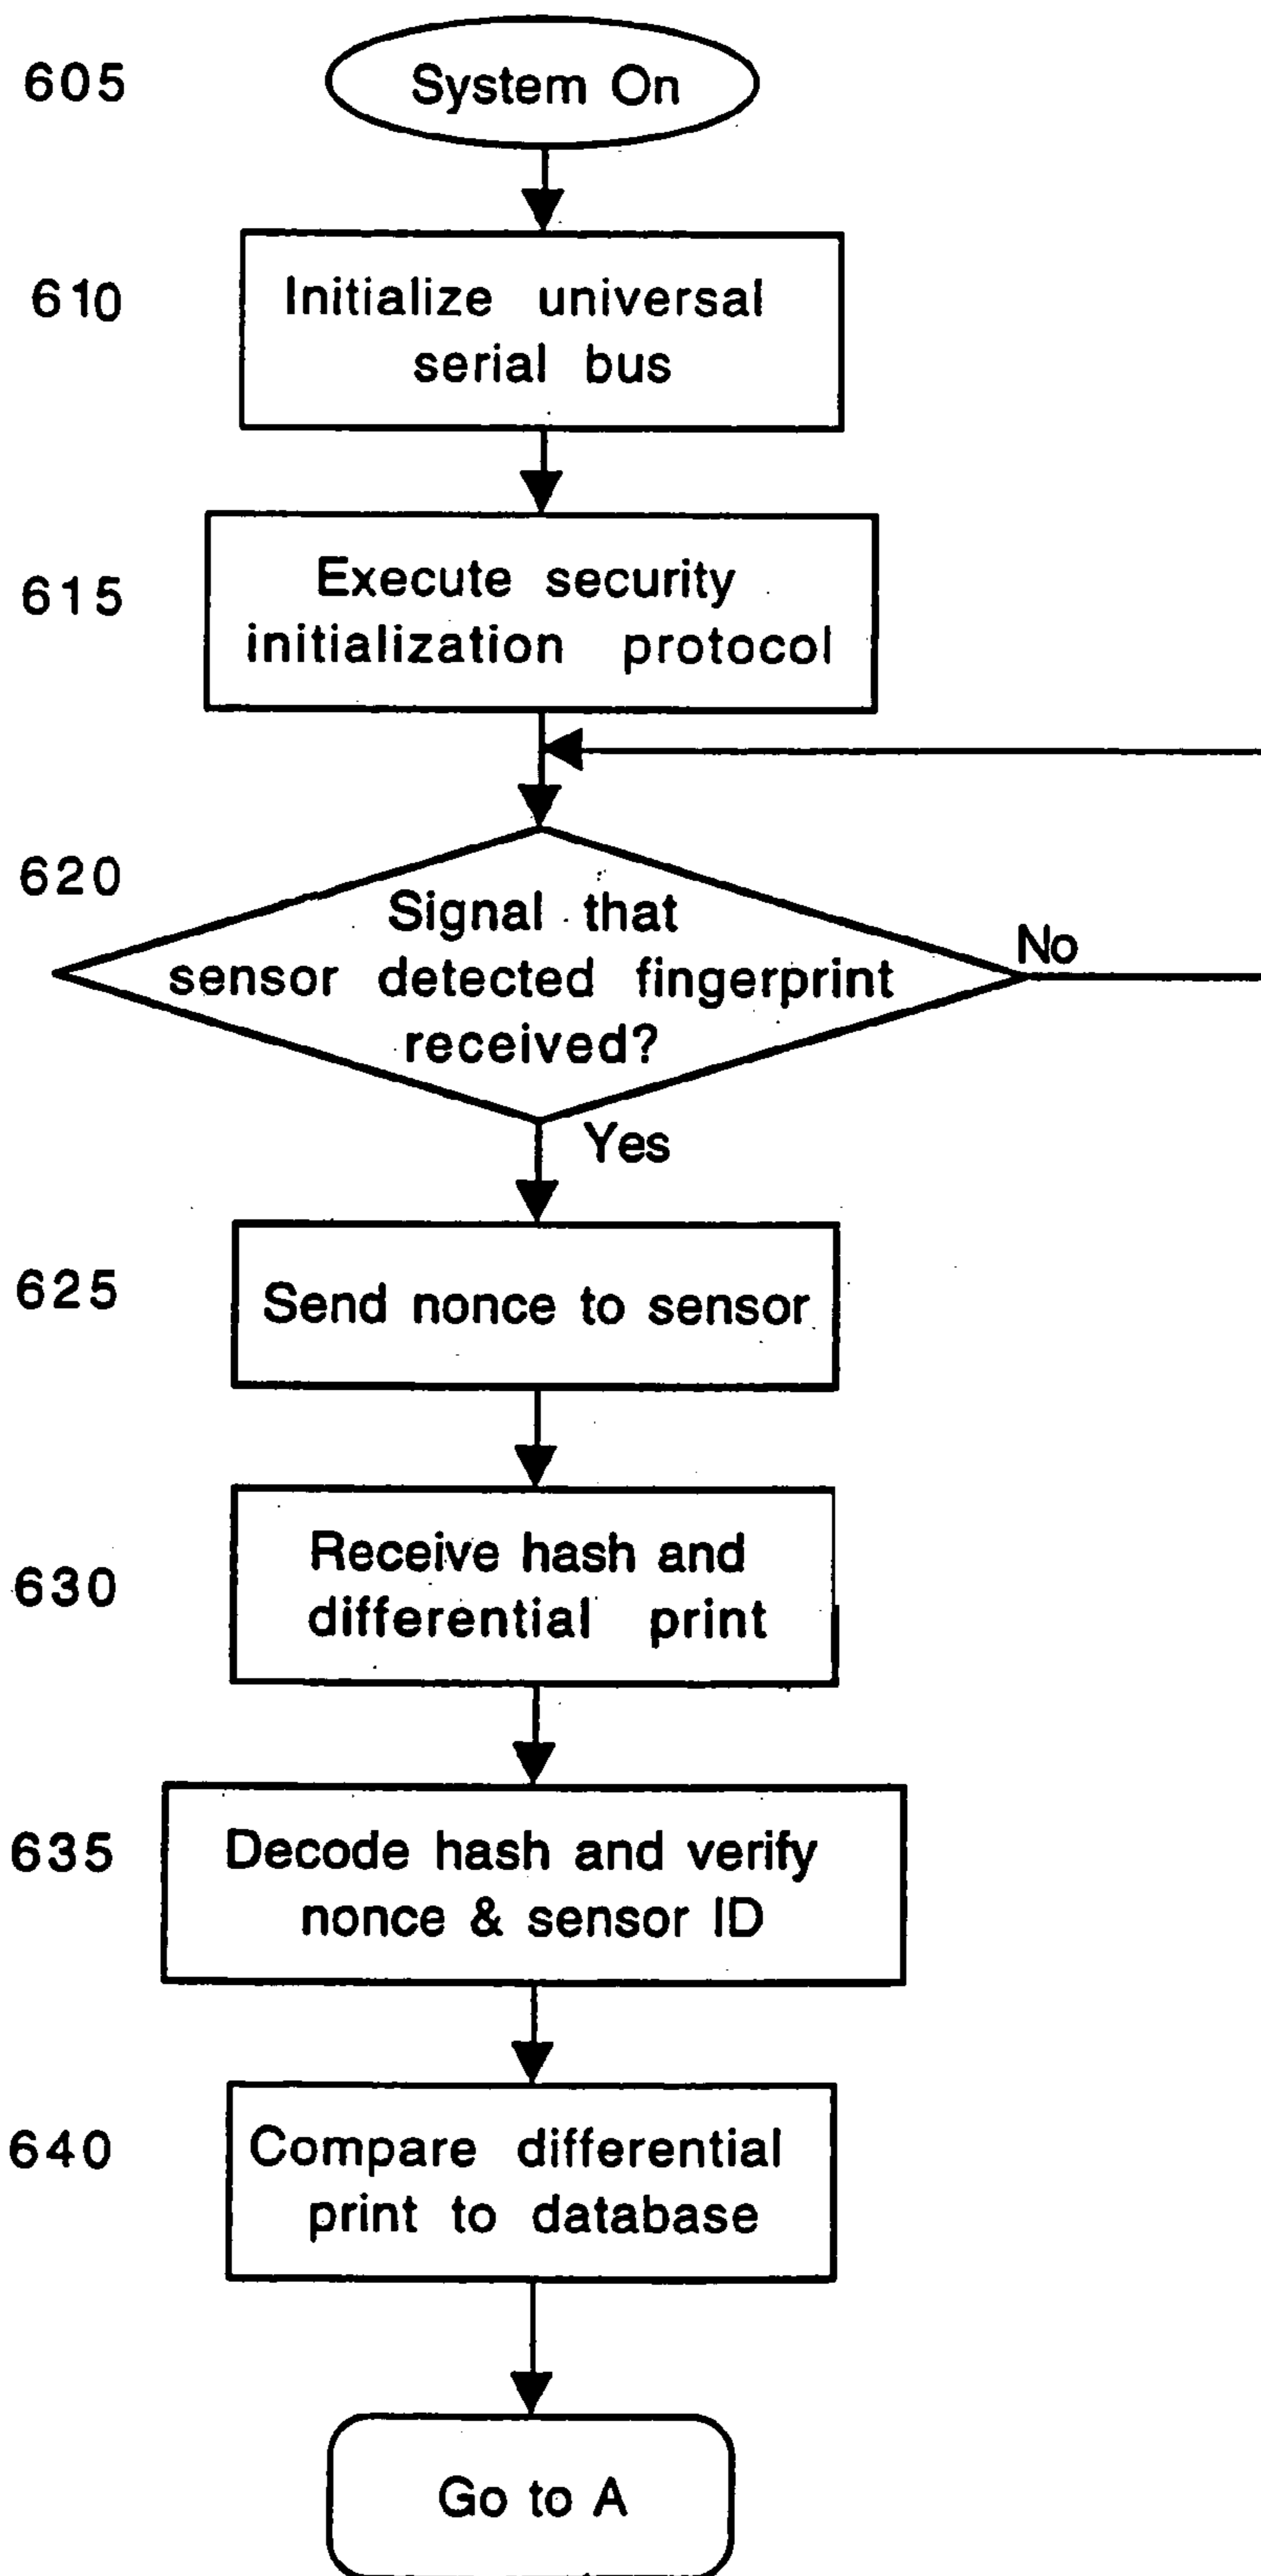 605
System On
610
Initialize universal
serial bus
615
Execute security
initialization protocol
620
Signal that
sensor detected fingerprint
received?
No
Yes
625
Send nonce to sensor
630
Receive hash and
differential print
635
Decode hash and verify
nonce & sensor ID
640
Compare differential
print to database
Go to A